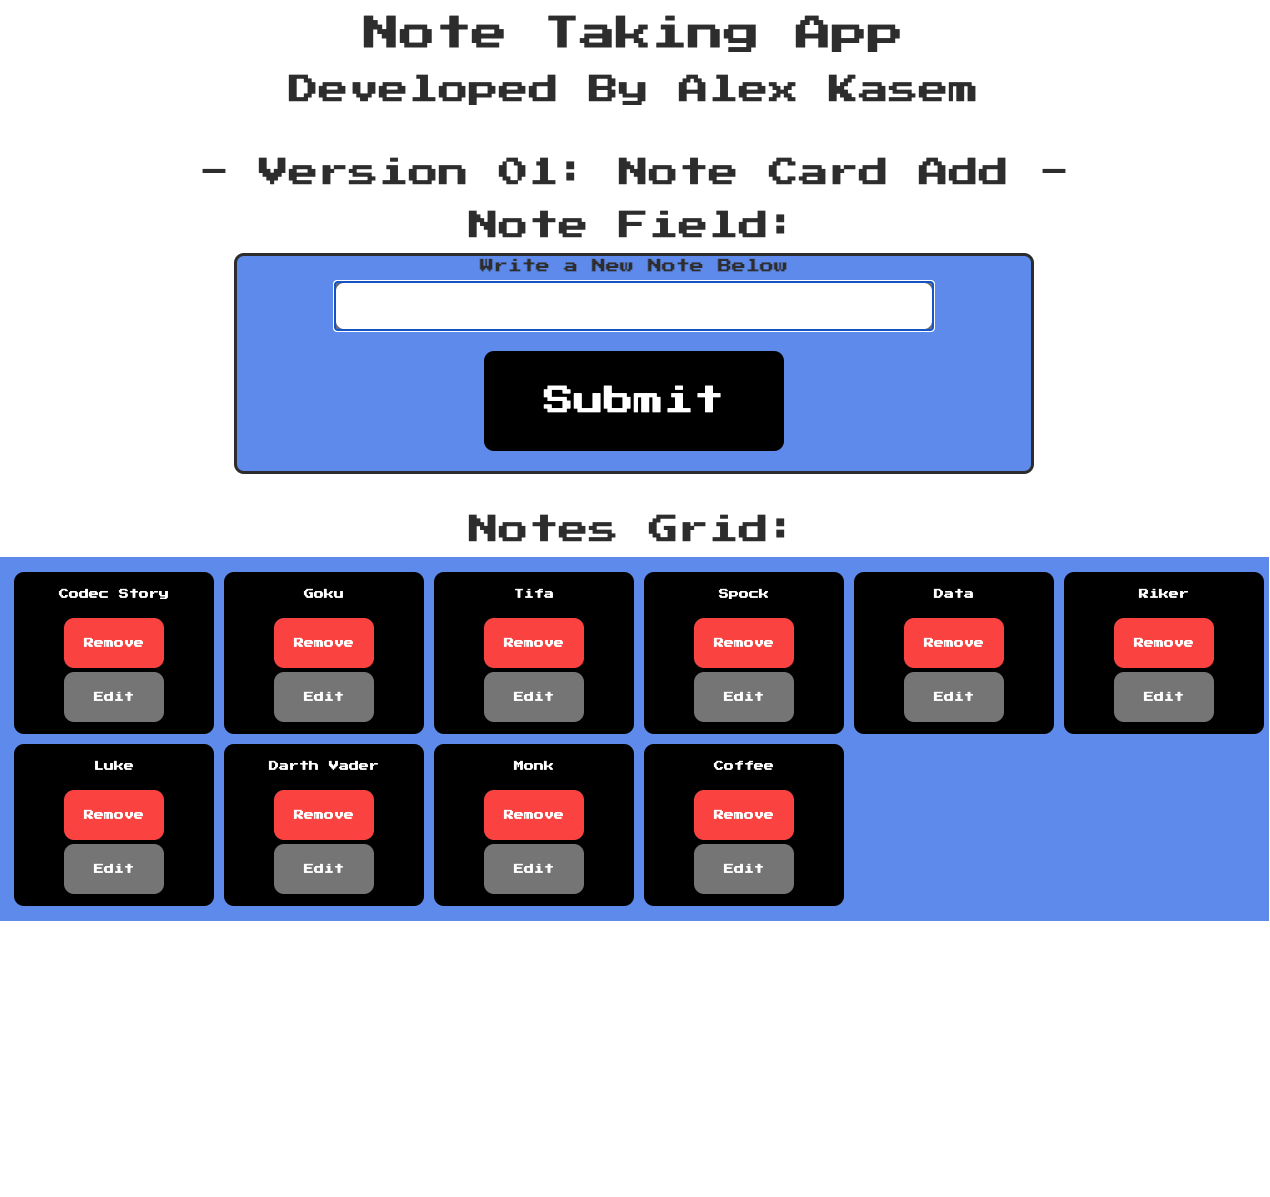 Note Taking App
Developed By Alex Kasem
- Version 01: Note Card Add -
Note Field:
Write a New Note Below
Submit
Notes Grid:
Codec Story Goku Tifa Spock Data Riker
Remove Remove Remove Remove Remove Remove
Edit Edit Edit Edit Edit Edit
Luke Darth Vader Monk Coffee
Remove Remove Remove Remove
Edit Edit Edit Edit